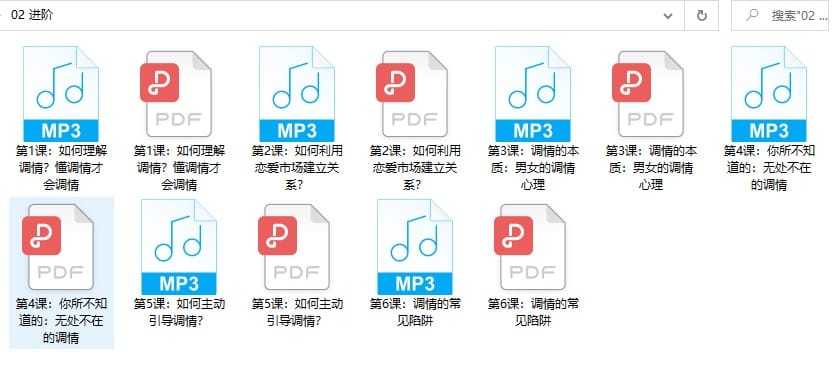 02 进阶
搜索"02 ...
MP3
PDF
MP3
PDF
MP3
PDF
MP3
第1课：如何理解
调情？懂调情才
会调情
第1课：如何理解
调情？懂调情才
会调情
第2课：如何利用
恋爱市场建立关
系？
第2课：如何利用
恋爱市场建立关
系？
第3课：调情的本
质：男女的调情
心理
第3课：调情的本
质：男女的调情
心理
第4课：你所不知
道的：无处不在
的调情
PDF
MP3
PDF
MP3
PDF
第4课：你所不知
道的：无处不在
的调情
第5课：如何主动
引导调情？
第5课：如何主动
引导调情？
第6课：调情的常
见陷阱
第6课：调情的常
见陷阱